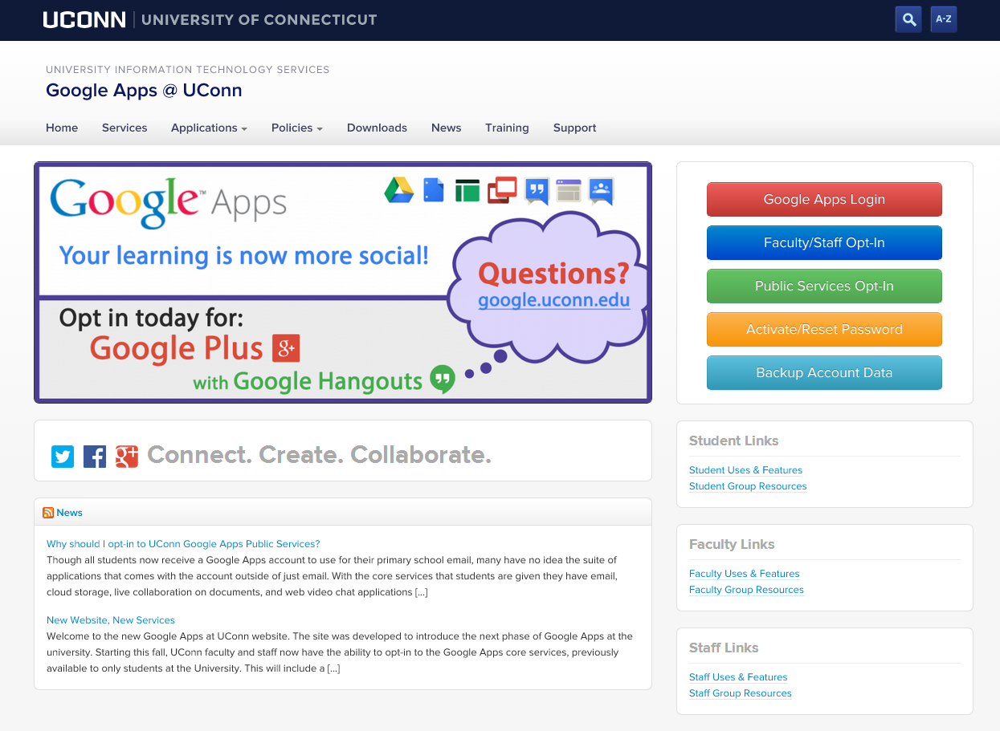 UCONN UNIVERSITY OF CONNECTICUT
A-Z
UNIVERSITY INFORMATION TECHNOLOGY SERVICES
Google Apps @ UConn
Home Services Applications Policies Downloads News Training Support
Google™ Apps
Your learning is now more social!
Questions?
google.uconn.edu
Opt in today for:
Google Plus g+
with Google Hangouts
Google Apps Login
Faculty/Staff Opt-In
Public Services Opt-In
Activate/Reset Password
Backup Account Data
g+ Connect. Create. Collaborate.
News
Why should I opt-in to UConn Google Apps Public Services?
Though all students now receive a Google Apps account to use for their primary school email, many have no idea the suite of
applications that comes with the account outside of just email. With the core services that students are given they have email,
cloud storage, live collaboration on documents, and web video chat applications [...]
New Website, New Services
Welcome to the new Google Apps at UConn website. The site was developed to introduce the next phase of Google Apps at the
university. Starting this fall, UConn faculty and staff now have the ability to opt-in to the Google Apps core services, previously
available to only students at the University. This will include a [...]
Student Links
Student Uses & Features
Student Group Resources
Faculty Links
Faculty Uses & Features
Faculty Group Resources
Staff Links
Staff Uses & Features
Staff Group Resources